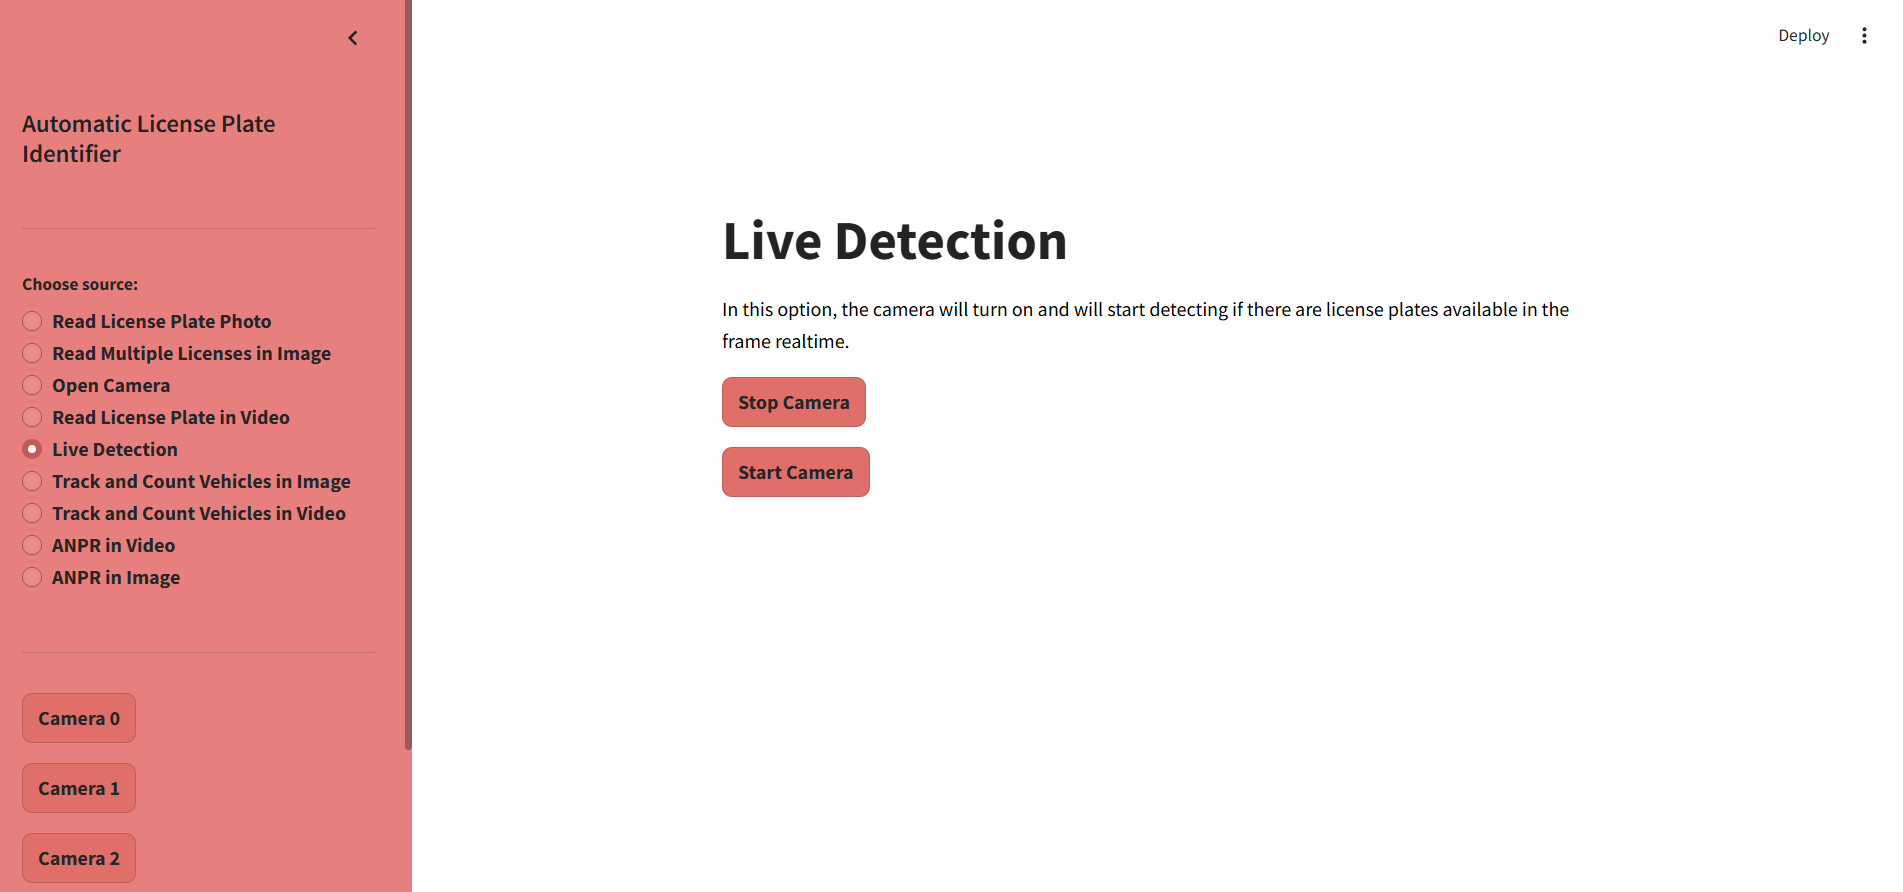 Deploy
Automatic License Plate
Identifier
Choose source:
Read License Plate Photo
Read Multiple Licenses in Image
Open Camera
Read License Plate in Video
Live Detection
Track and Count Vehicles in Image
Track and Count Vehicles in Video
ANPR in Video
ANPR in Image
Camera 0
Camera 1
Camera 2
Live Detection
In this option, the camera will turn on and will start detecting if there are license plates available in the
frame realtime.
Stop Camera
Start Camera